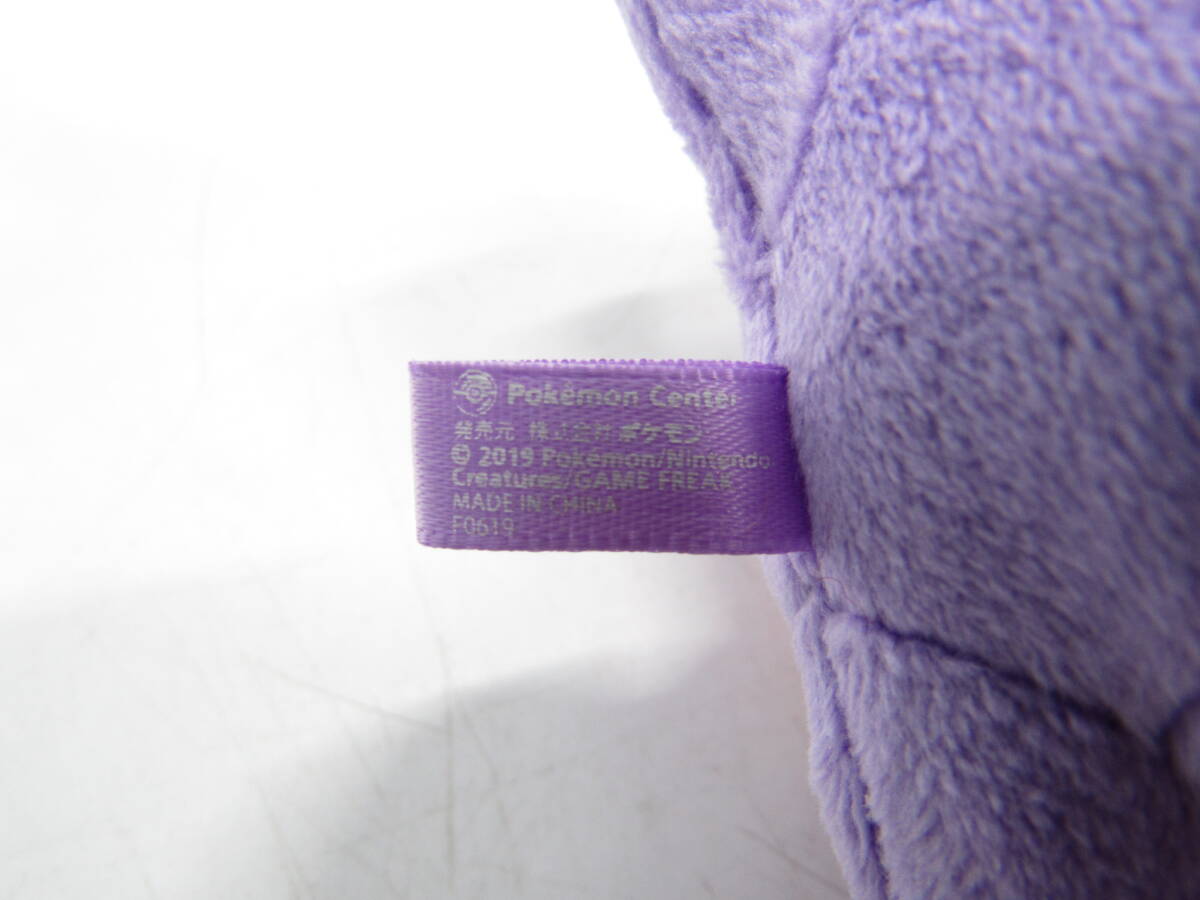 Pokémon Center
発売元 株式会社ポケモン
© 2019 Pokémon/Nintendo
Creatures/GAME FREAK
MADE IN CHINA
F0619